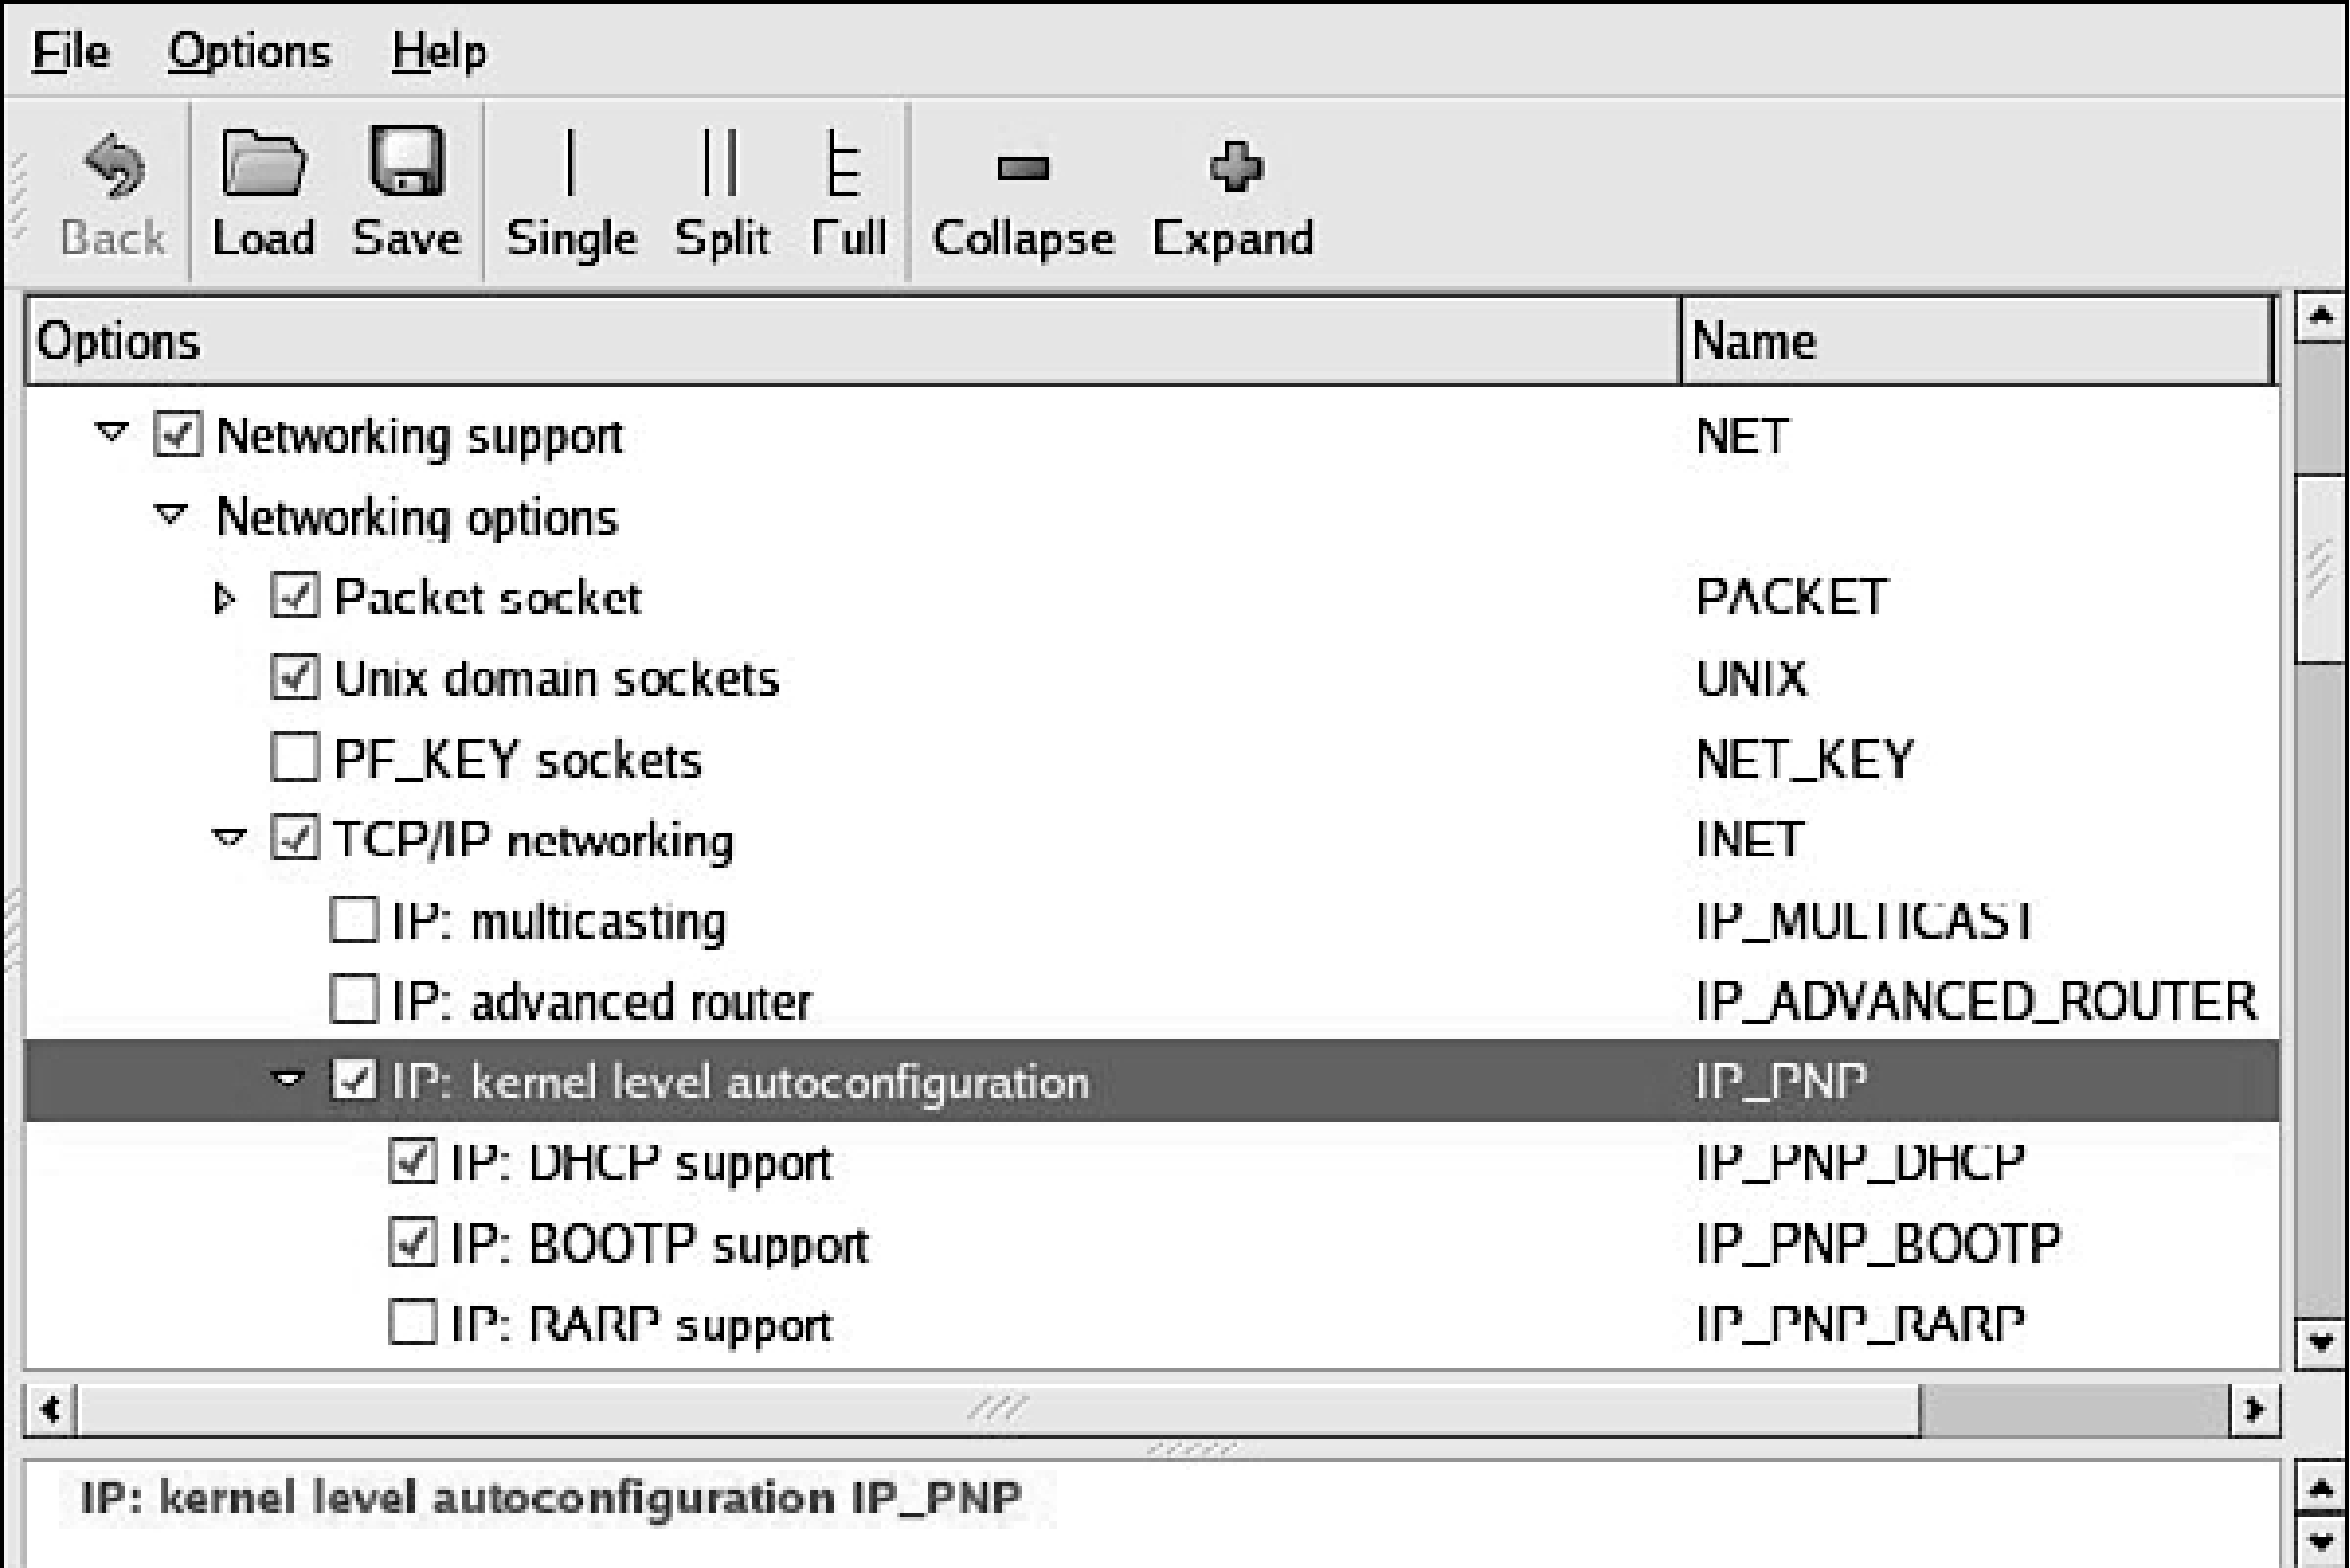 File Options Help
Back Load Save Single Split Full Collapse Expand
Options Name
Networking support NET
Networking options
Packet socket PACKET
Unix domain sockets UNIX
PF_KEY sockets NET_KEY
TCP/IP networking INET
IP: multicasting IP_MULTICAST
IP: advanced router IP_ADVANCED_ROUTER
IP: kernel level autoconfiguration IP_PNP
IP: DHCP support IP_PNP_DHCP
IP: BOOTP support IP_PNP_BOOTP
IP: RARP support IP_PNP_RARP
IP: kernel level autoconfiguration IP_PNP